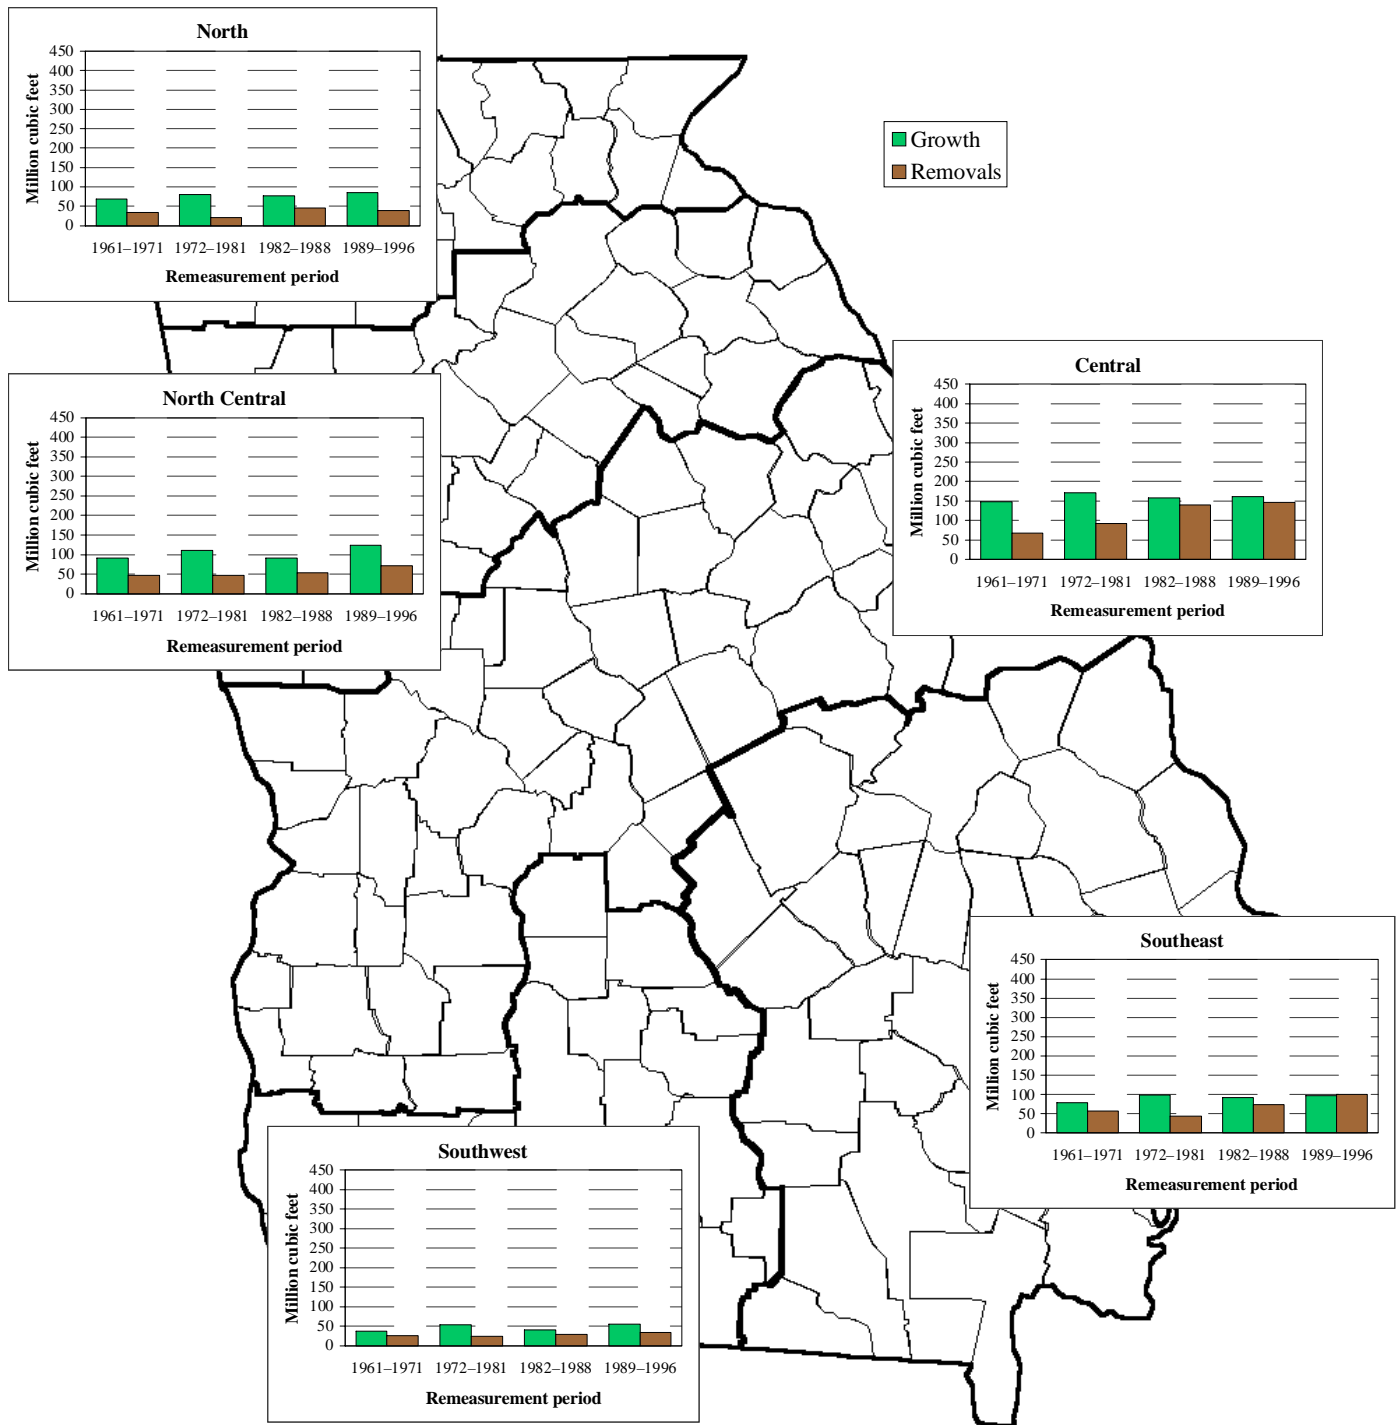 North
Million cubic feet
450
400
350
300
250
200
150
100
50
0
1961–1971 1972–1981 1982–1988 1989–1996
Remeasurement period
Growth
Removals
Central
Million cubic feet
450
400
350
300
250
200
150
100
50
0
1961–1971 1972–1981 1982–1988 1989–1996
Remeasurement period
North Central
Million cubic feet
450
400
350
300
250
200
150
100
50
0
1961–1971 1972–1981 1982–1988 1989–1996
Remeasurement period
Southeast
Million cubic feet
450
400
350
300
250
200
150
100
50
0
1961–1971 1972–1981 1982–1988 1989–1996
Remeasurement period
Southwest
Million cubic feet
450
400
350
300
250
200
150
100
50
0
1961–1971 1972–1981 1982–1988 1989–1996
Remeasurement period